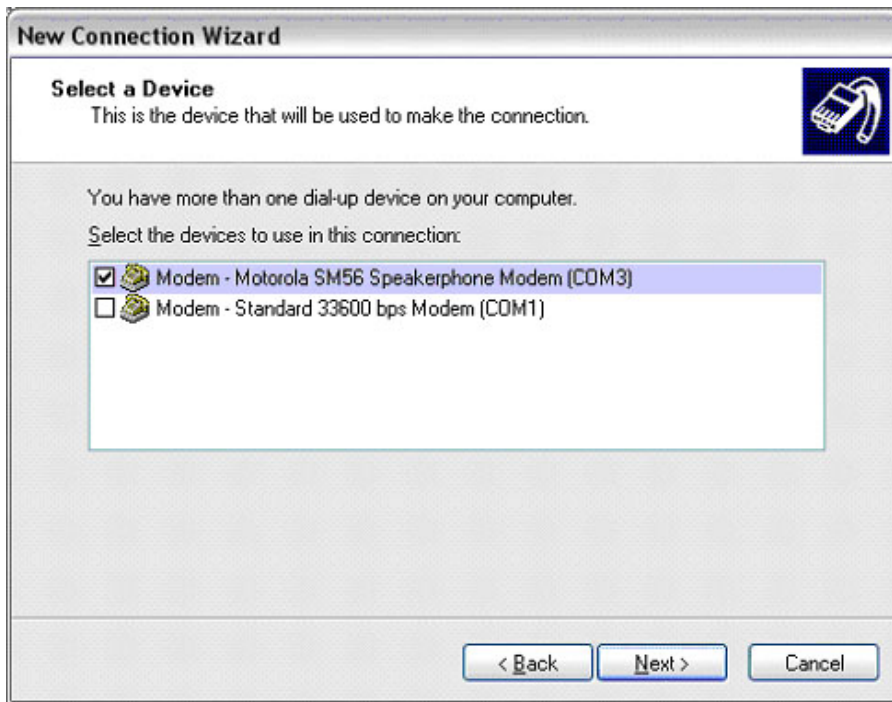 New Connection Wizard
Select a Device
This is the device that will be used to make the connection.
You have more than one dial-up device on your computer.
Select the devices to use in this connection:
Modem - Motorola SM56 Speakerphone Modem (COM3)
Modem - Standard 33600 bps Modem (COM1)
< Back Next > Cancel